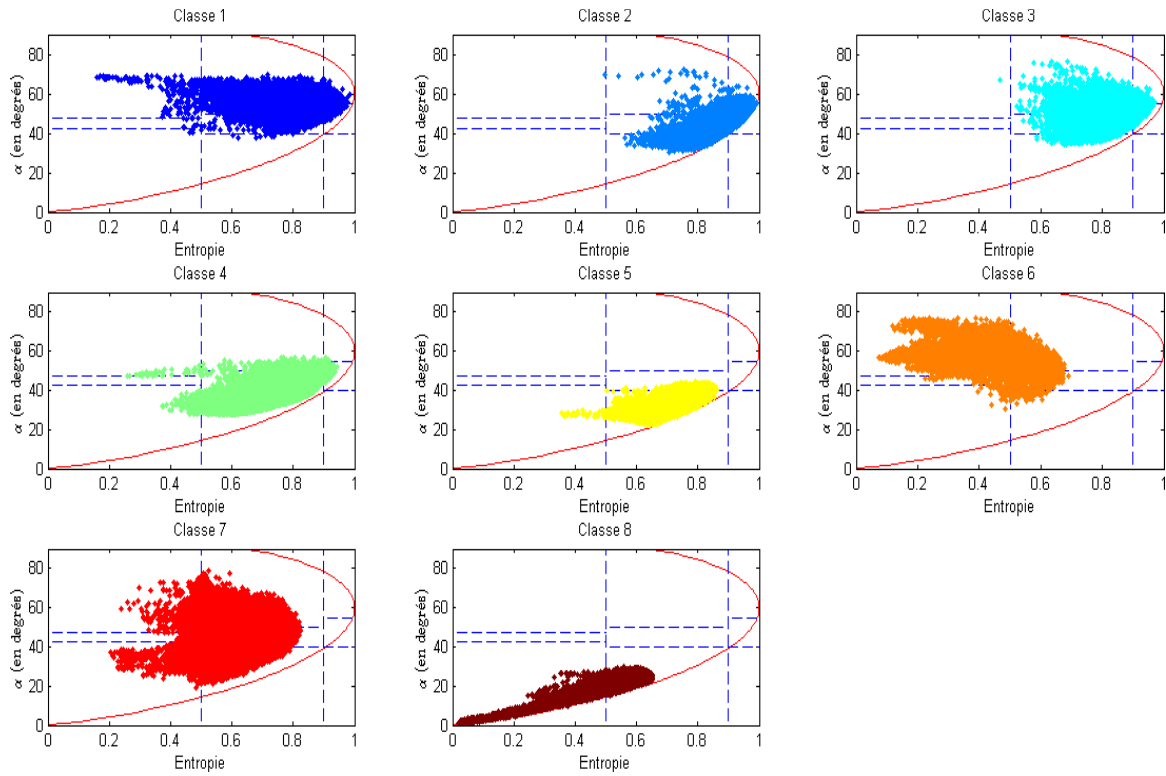 Classe 1
Classe 2
Classe 3
80
60
40
20
0
α (en degrés)
0 0.2 0.4 0.6 0.8 1
Entropie
80
60
40
20
0
α (en degrés)
0 0.2 0.4 0.6 0.8 1
Entropie
80
60
40
20
0
α (en degrés)
0 0.2 0.4 0.6 0.8 1
Entropie
Classe 4
Classe 5
Classe 6
80
60
40
20
0
α (en degrés)
0 0.2 0.4 0.6 0.8 1
Entropie
80
60
40
20
0
α (en degrés)
0 0.2 0.4 0.6 0.8 1
Entropie
80
60
40
20
0
α (en degrés)
0 0.2 0.4 0.6 0.8 1
Entropie
Classe 7
Classe 8
80
60
40
20
0
α (en degrés)
0 0.2 0.4 0.6 0.8 1
Entropie
80
60
40
20
0
α (en degrés)
0 0.2 0.4 0.6 0.8 1
Entropie